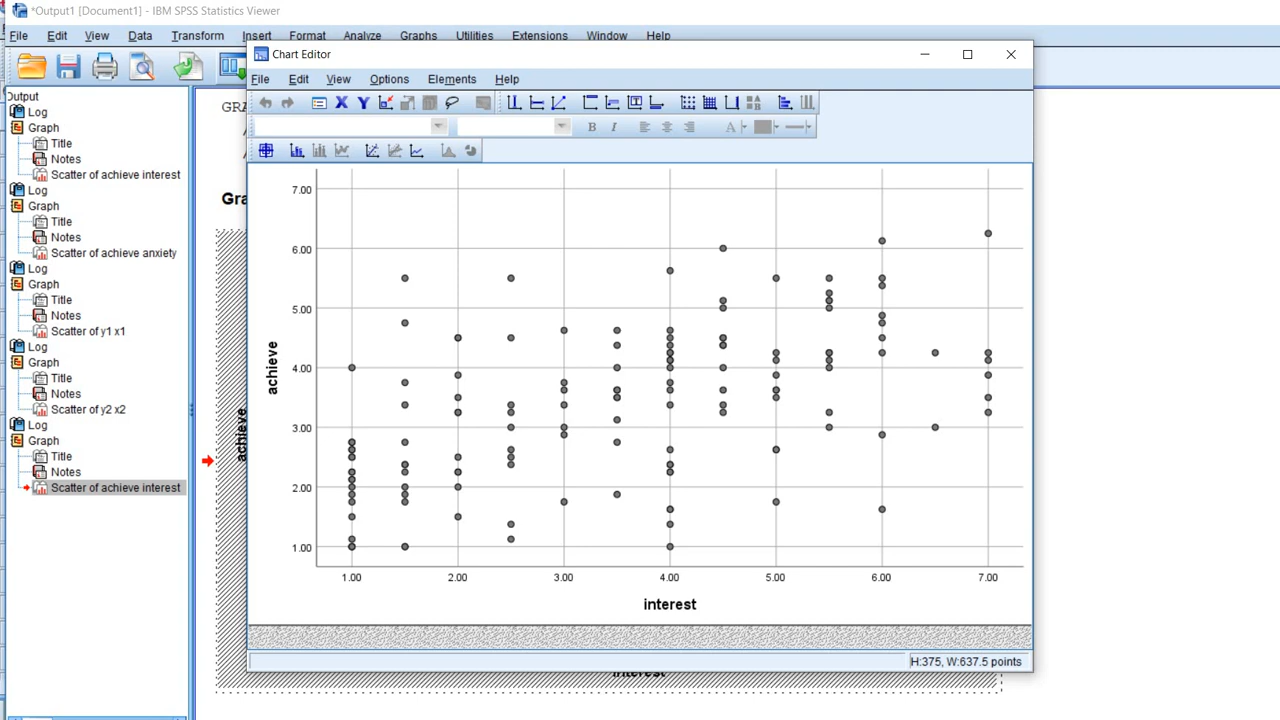 *Output1 [Document1] - IBM SPSS Statistics Viewer
File Edit View Data Transform Insert Format Analyze Graphs Utilities Extensions Window Help
Output
Log
Graph
Title
Notes
Scatter of achieve interest
Log
Graph
Title
Notes
Scatter of achieve anxiety
Log
Graph
Title
Notes
Scatter of y1 x1
Log
Graph
Title
Notes
Scatter of y2 x2
Log
Graph
Title
Notes
Scatter of achieve interest
GRA
Gra
achieve
interest
Chart Editor
File Edit View Options Elements Help
X Y
B I A
7.00
6.00
5.00
4.00
3.00
2.00
1.00
achieve
1.00 2.00 3.00 4.00 5.00 6.00 7.00
interest
H:375, W:637.5 points